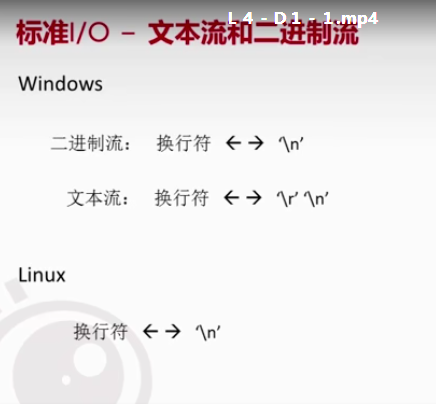 L 4 - D 1 - 1.mp4
标准I/O – 文本流和二进制流
Windows
二进制流： 换行符 ←→ ‘\n’
文本流： 换行符 ←→ ‘\r’ ‘\n’
Linux
换行符 ←→ ‘\n’